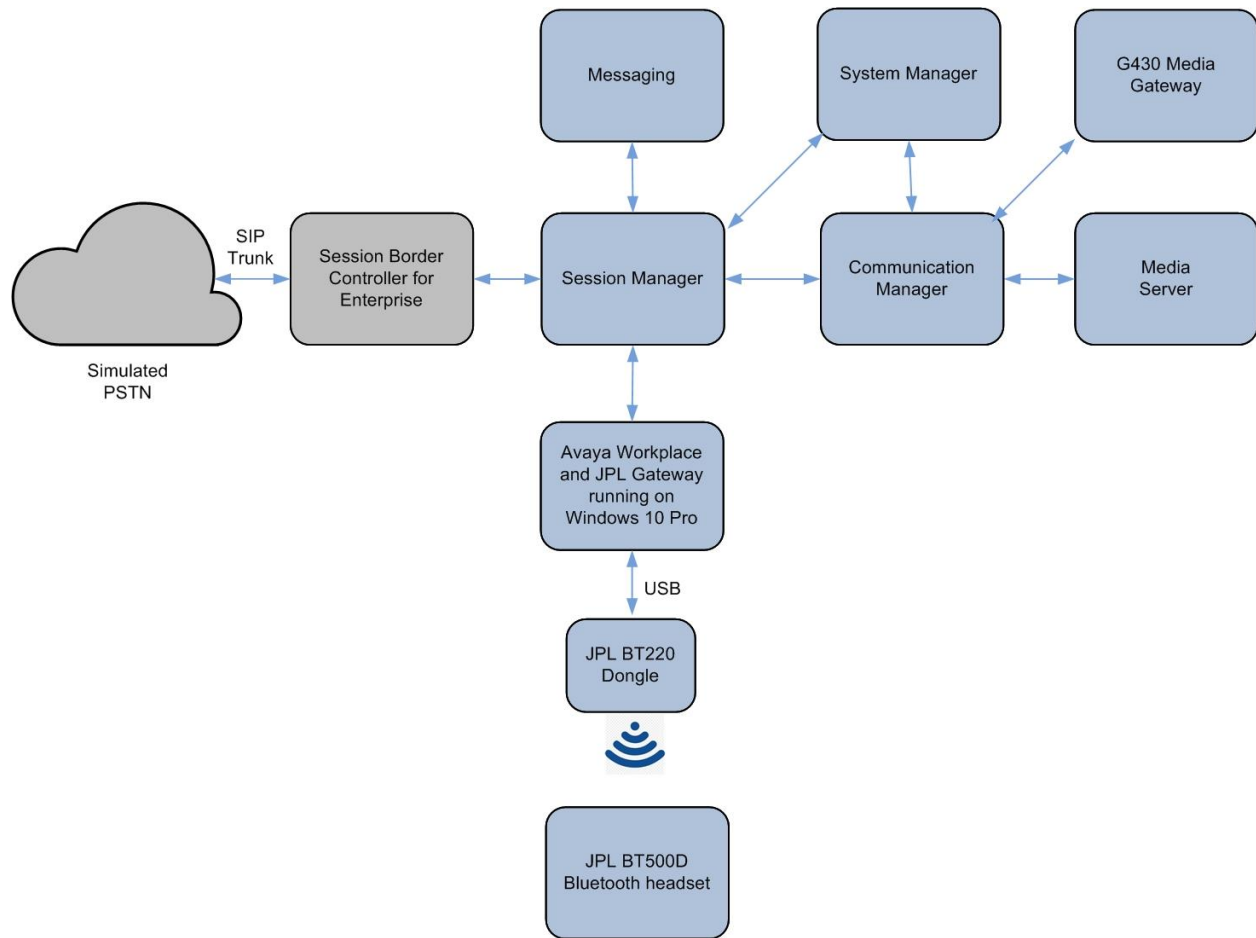 Messaging
System Manager
G430 Media
Gateway
SIP
Trunk
Session Border
Controller for
Enterprise
Session Manager
Communication
Manager
Media
Server
Simulated
PSTN
Avaya Workplace
and JPL Gateway
running on
Windows 10 Pro
USB
JPL BT220
Dongle
JPL BT500D
Bluetooth headset